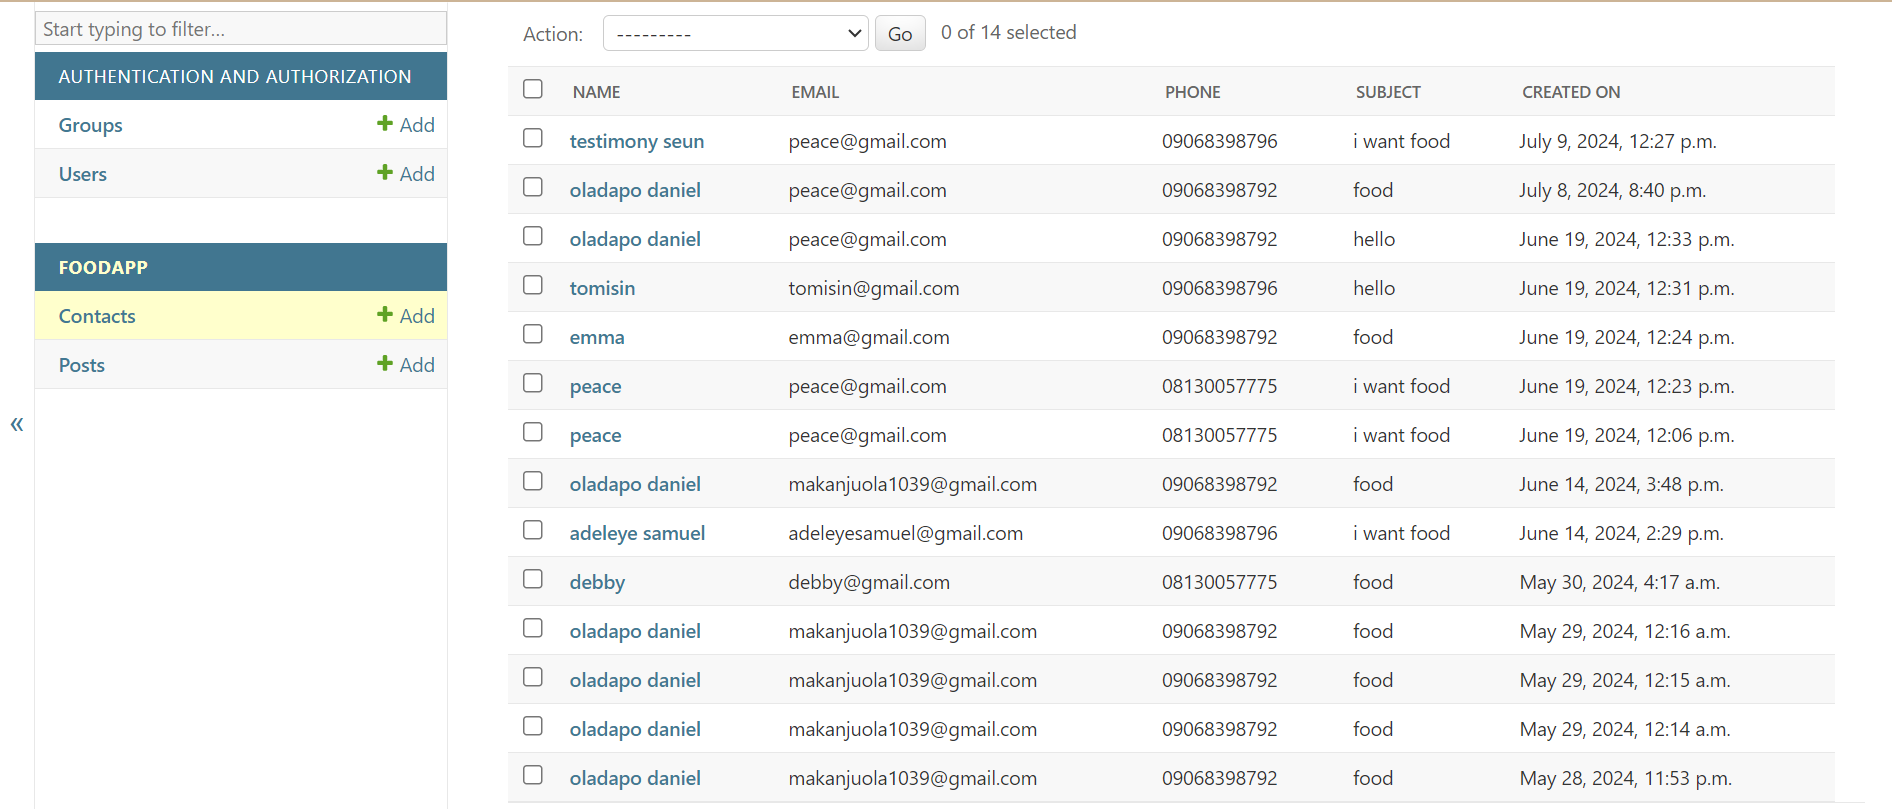 Start typing to filter...
AUTHENTICATION AND AUTHORIZATION
Groups + Add
Users + Add
FOODAPP
Contacts + Add
Posts + Add
«
Action: --------- Go 0 of 14 selected
NAME EMAIL PHONE SUBJECT CREATED ON
testimony seun peace@gmail.com 09068398796 i want food July 9, 2024, 12:27 p.m.
oladapo daniel peace@gmail.com 09068398792 food July 8, 2024, 8:40 p.m.
oladapo daniel peace@gmail.com 09068398792 hello June 19, 2024, 12:33 p.m.
tomisin tomisin@gmail.com 09068398796 hello June 19, 2024, 12:31 p.m.
emma emma@gmail.com 09068398792 food June 19, 2024, 12:24 p.m.
peace peace@gmail.com 08130057775 i want food June 19, 2024, 12:23 p.m.
peace peace@gmail.com 08130057775 i want food June 19, 2024, 12:06 p.m.
oladapo daniel makanjuola1039@gmail.com 09068398792 food June 14, 2024, 3:48 p.m.
adeleye samuel adeleyesamuel@gmail.com 09068398796 i want food June 14, 2024, 2:29 p.m.
debby debby@gmail.com 08130057775 food May 30, 2024, 4:17 a.m.
oladapo daniel makanjuola1039@gmail.com 09068398792 food May 29, 2024, 12:16 a.m.
oladapo daniel makanjuola1039@gmail.com 09068398792 food May 29, 2024, 12:15 a.m.
oladapo daniel makanjuola1039@gmail.com 09068398792 food May 29, 2024, 12:14 a.m.
oladapo daniel makanjuola1039@gmail.com 09068398792 food May 28, 2024, 11:53 p.m.